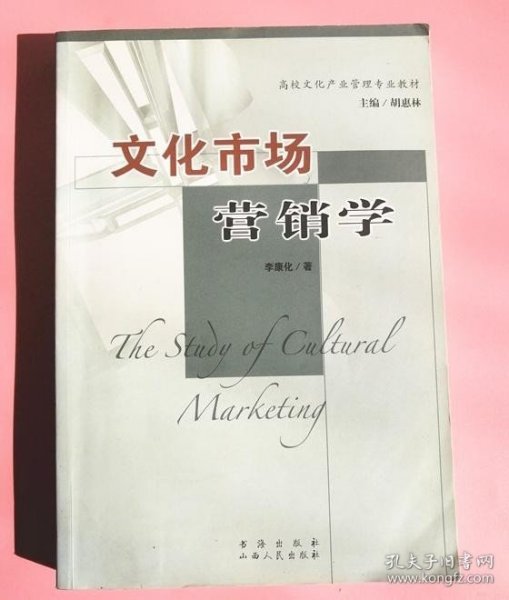 高校文化产业管理专业教材
主编/胡惠林
文化市场
营销学
李康化/著
The Study of Cultural
Marketing
书海出版社
山西人民出版社
孔夫子旧书网
www.kongfz.com